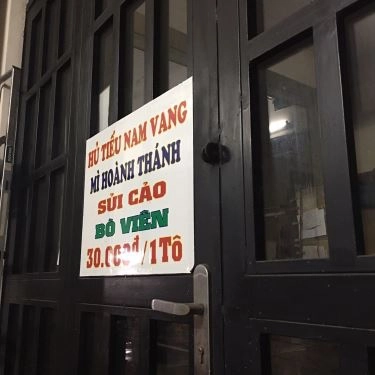 HỦ TIẾU NAM VANG
MÌ HOÀNH THÁNH
SỦI CẢO
BÒ VIÊN
30.000đ/1TÔ